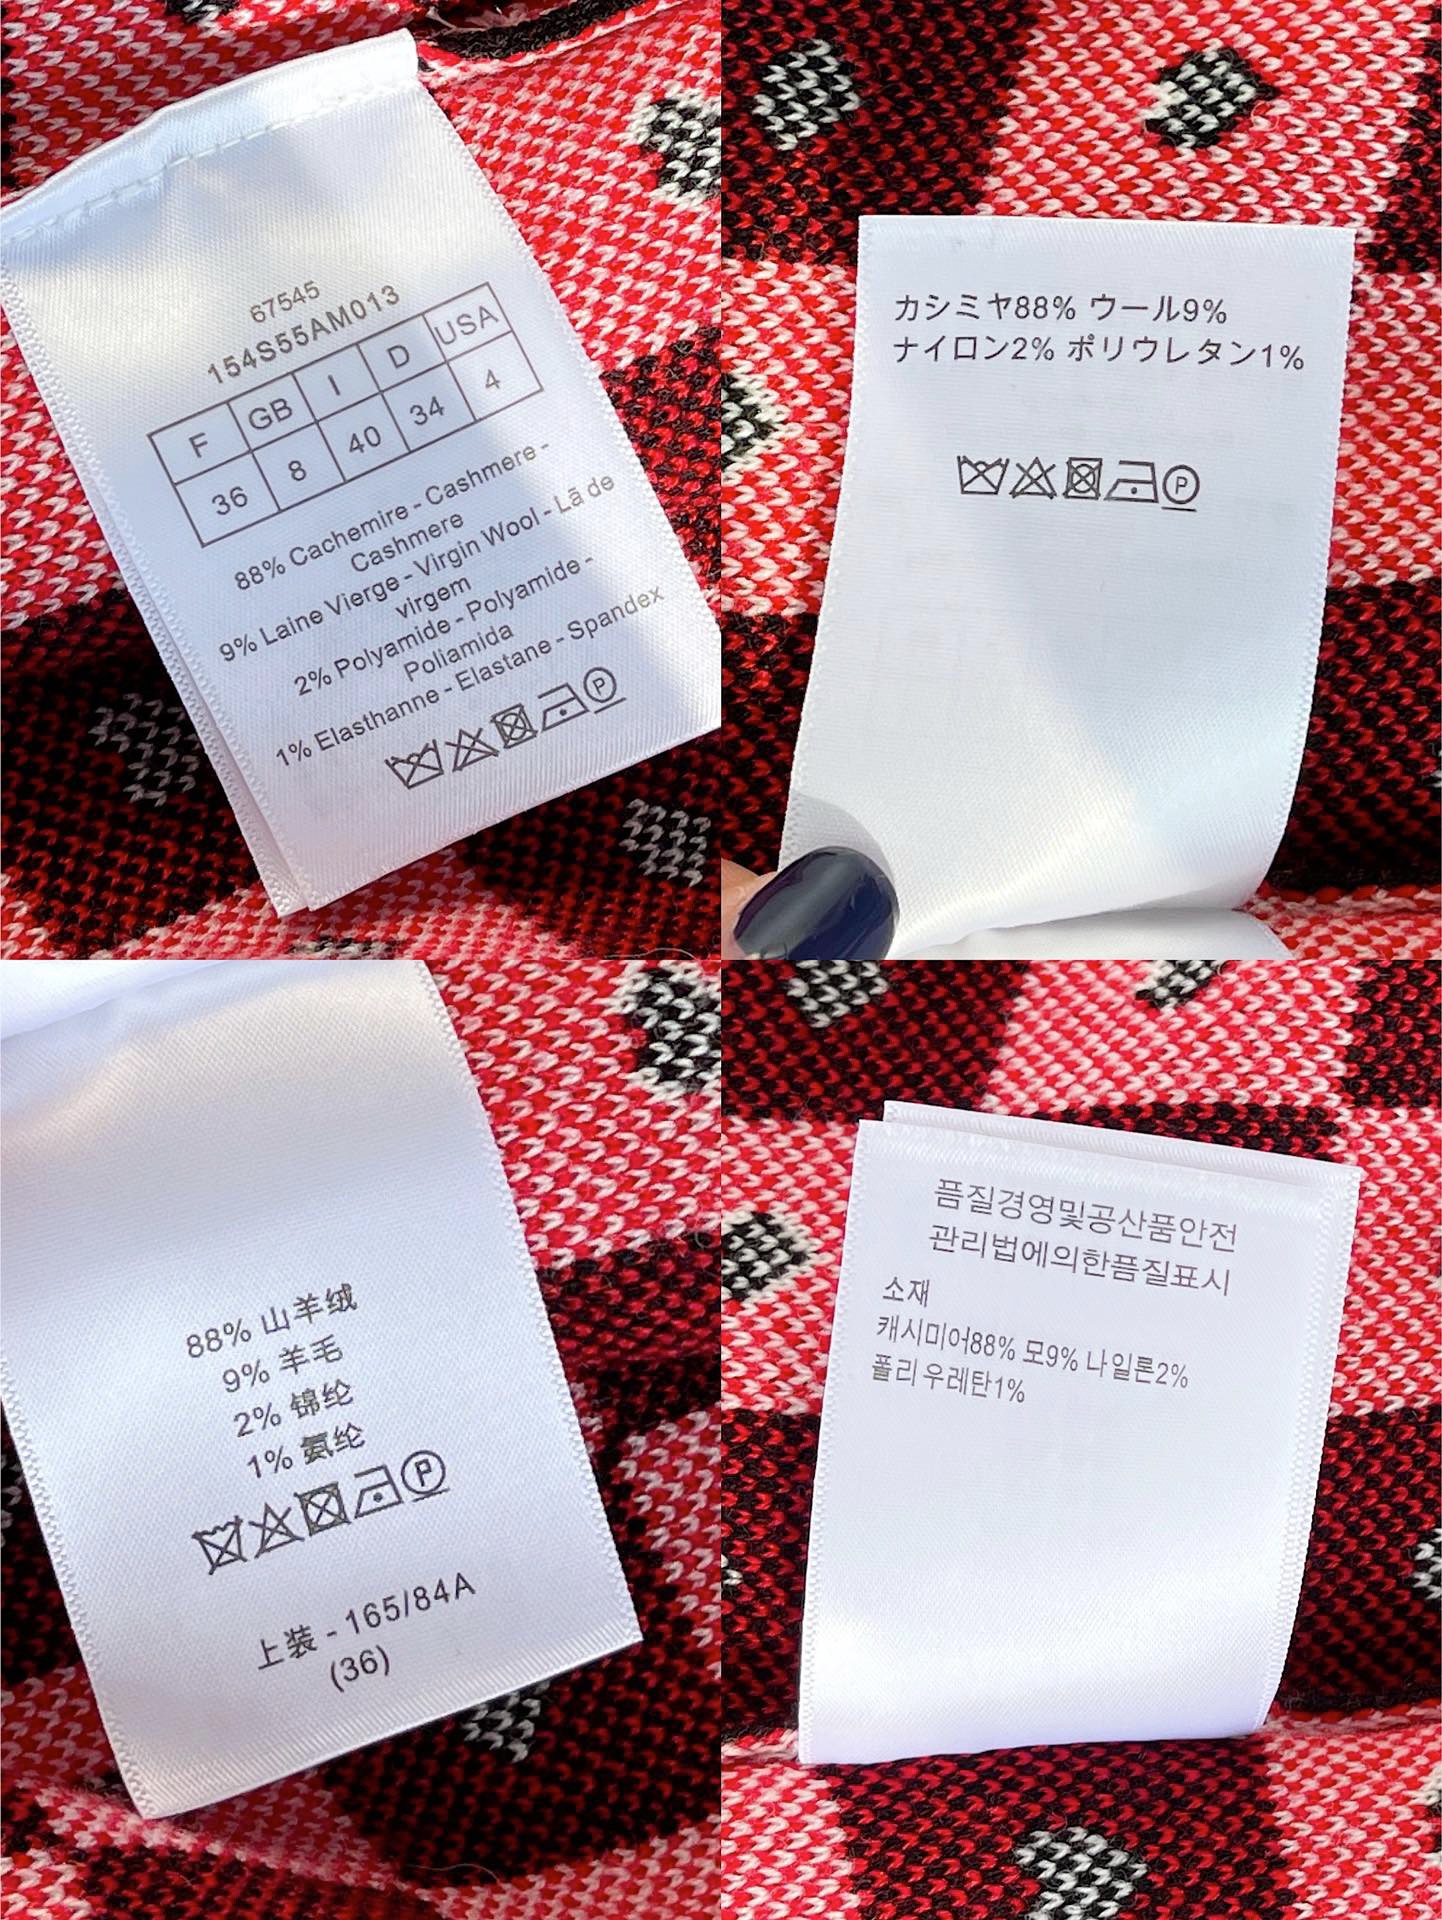 67545
154S55AM013
F GB I D USA
36 8 40 34 4
88% Cachemire - Cashmere -
Cashmere
9% Laine Vierge - Virgin Wool - Lã de
virgem
2% Polyamide - Polyamide -
Poliamida
1% Elasthanne - Elastane - Spandex
P
カシミヤ88% ウール9%
ナイロン2% ポリウレタン1%
P
88% 山羊绒
9% 羊毛
2% 锦纶
1% 氨纶
P
上装 - 165/84A
(36)
품질경영및공산품안전
관리법에의한품질표시
소재
캐시미어88% 모9% 나일론2%
폴리우레탄1%